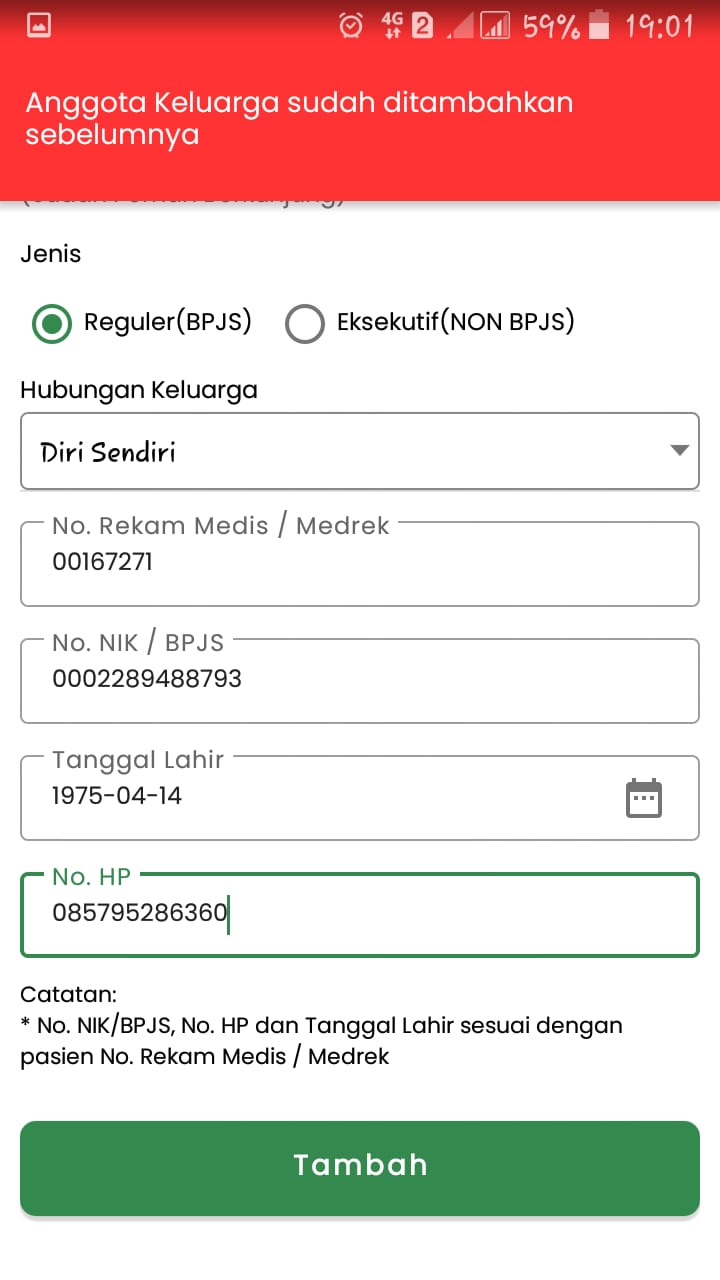 4G 2 59% 19:01
Anggota Keluarga sudah ditambahkan
sebelumnya
Jenis
Reguler(BPJS) Eksekutif(NON BPJS)
Hubungan Keluarga
Diri Sendiri
No. Rekam Medis / Medrek
00167271
No. NIK / BPJS
0002289488793
Tanggal Lahir
1975-04-14
No. HP
085795286360
Catatan:
* No. NIK/BPJS, No. HP dan Tanggal Lahir sesuai dengan
pasien No. Rekam Medis / Medrek
Tambah